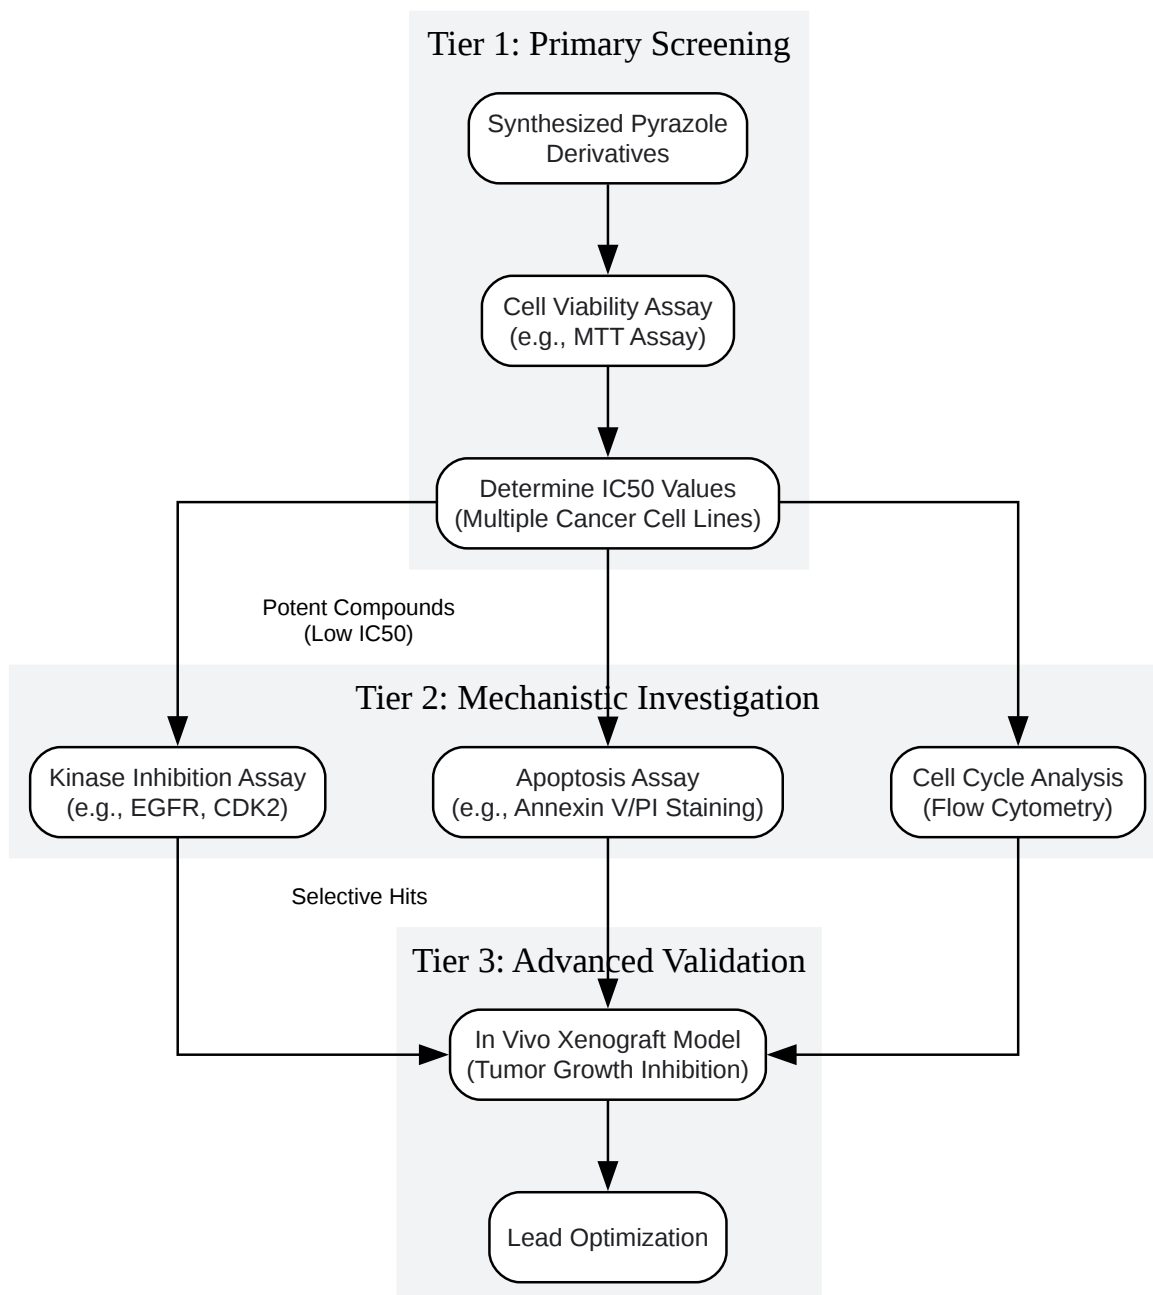 Tier 1: Primary Screening
Synthesized Pyrazole
Derivatives
Cell Viability Assay
(e.g., MTT Assay)
Determine IC50 Values
(Multiple Cancer Cell Lines)
Potent Compounds
(Low IC50)
Tier 2: Mechanistic Investigation
Kinase Inhibition Assay
(e.g., EGFR, CDK2)
Apoptosis Assay
(e.g., Annexin V/PI Staining)
Cell Cycle Analysis
(Flow Cytometry)
Selective Hits
Tier 3: Advanced Validation
In Vivo Xenograft Model
(Tumor Growth Inhibition)
Lead Optimization